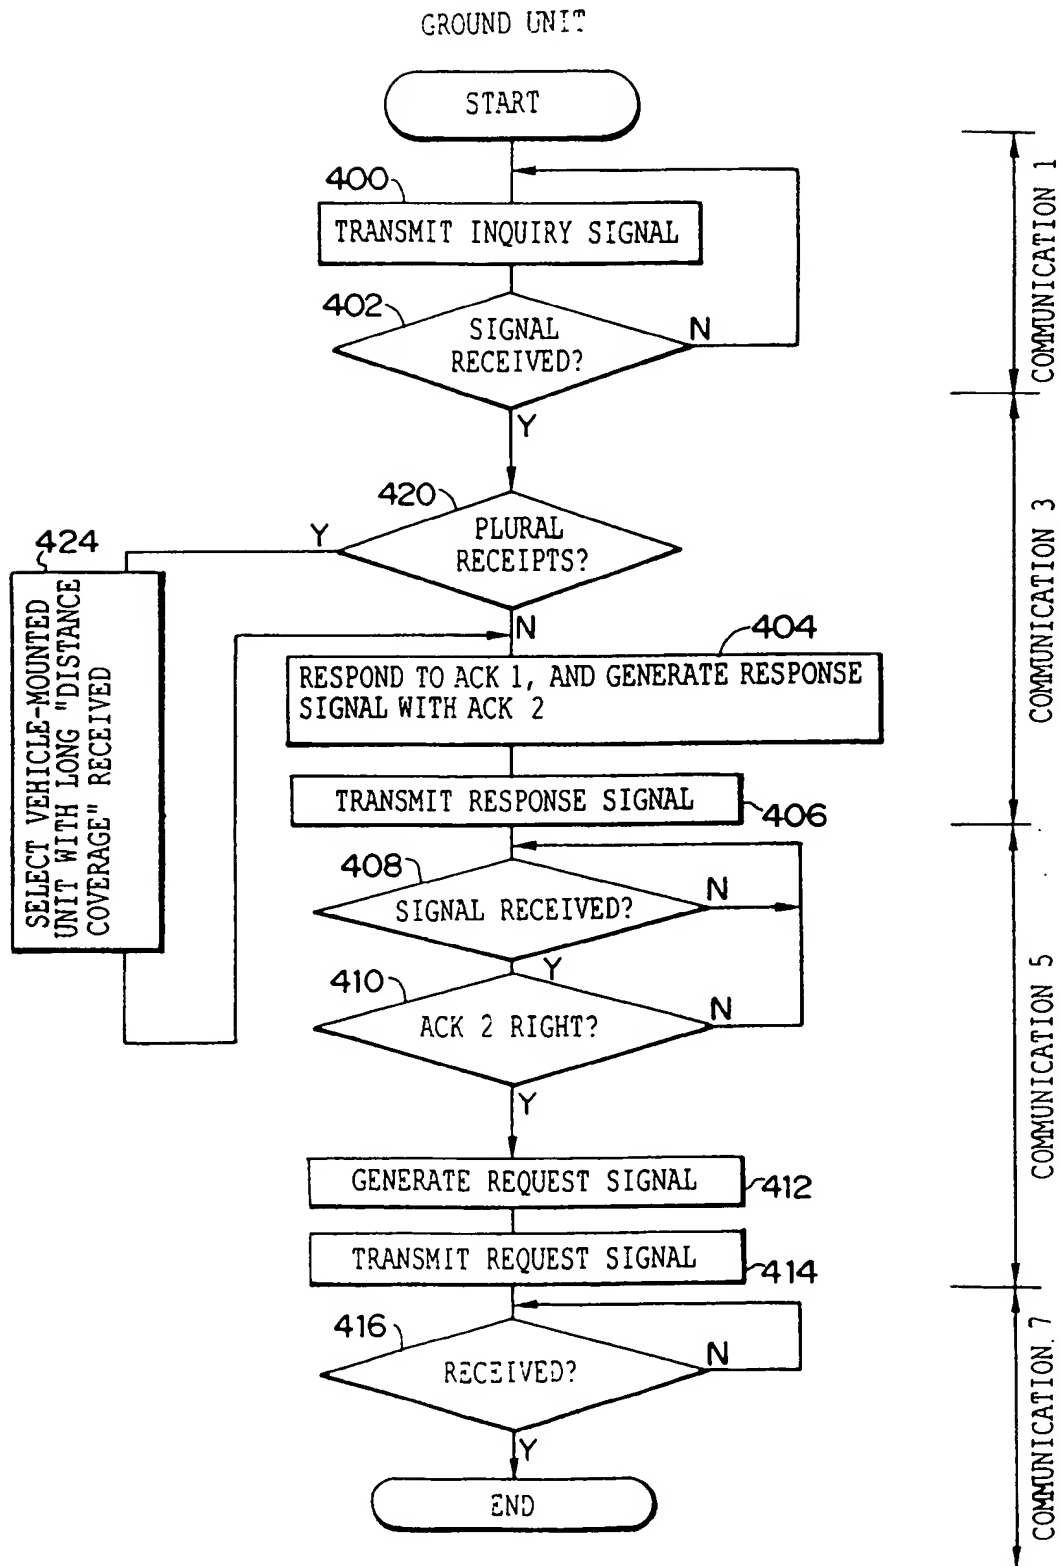 GROUND UNIT
START
400
TRANSMIT INQUIRY SIGNAL
402
SIGNAL
RECEIVED?
N
Y
COMMUNICATION 1
420
PLURAL
RECEIPTS?
Y
N
424
SELECT VEHICLE-MOUNTED
UNIT WITH LONG "DISTANCE
COVERAGE" RECEIVED
404
RESPOND TO ACK 1, AND GENERATE RESPONSE
SIGNAL WITH ACK 2
TRANSMIT RESPONSE SIGNAL
406
COMMUNICATION 3
408
SIGNAL RECEIVED?
N
Y
410
ACK 2 RIGHT?
N
Y
GENERATE REQUEST SIGNAL
412
TRANSMIT REQUEST SIGNAL
414
COMMUNICATION 5
416
RECEIVED?
N
Y
END
COMMUNICATION. 7